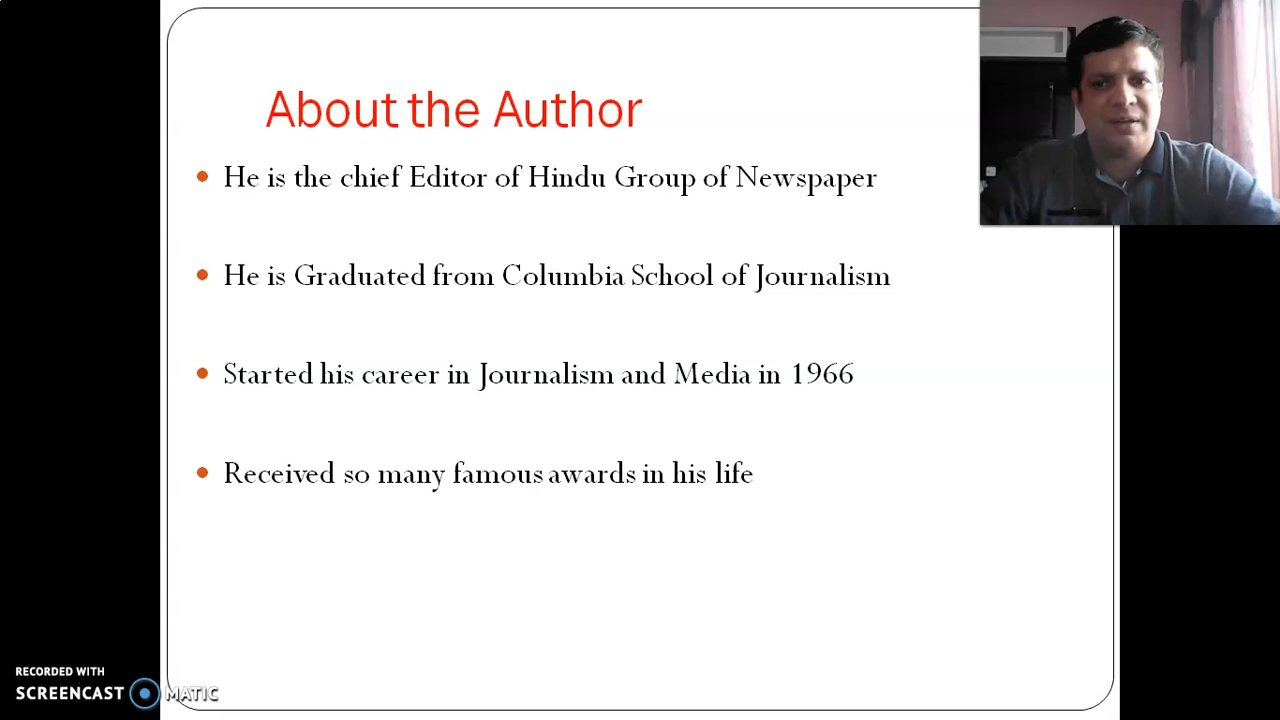 About the Author
He is the chief Editor of Hindu Group of Newspaper
He is Graduated from Columbia School of Journalism
Started his career in Journalism and Media in 1966
Received so many famous awards in his life
RECORDED WITH
SCREENCAST MATIC